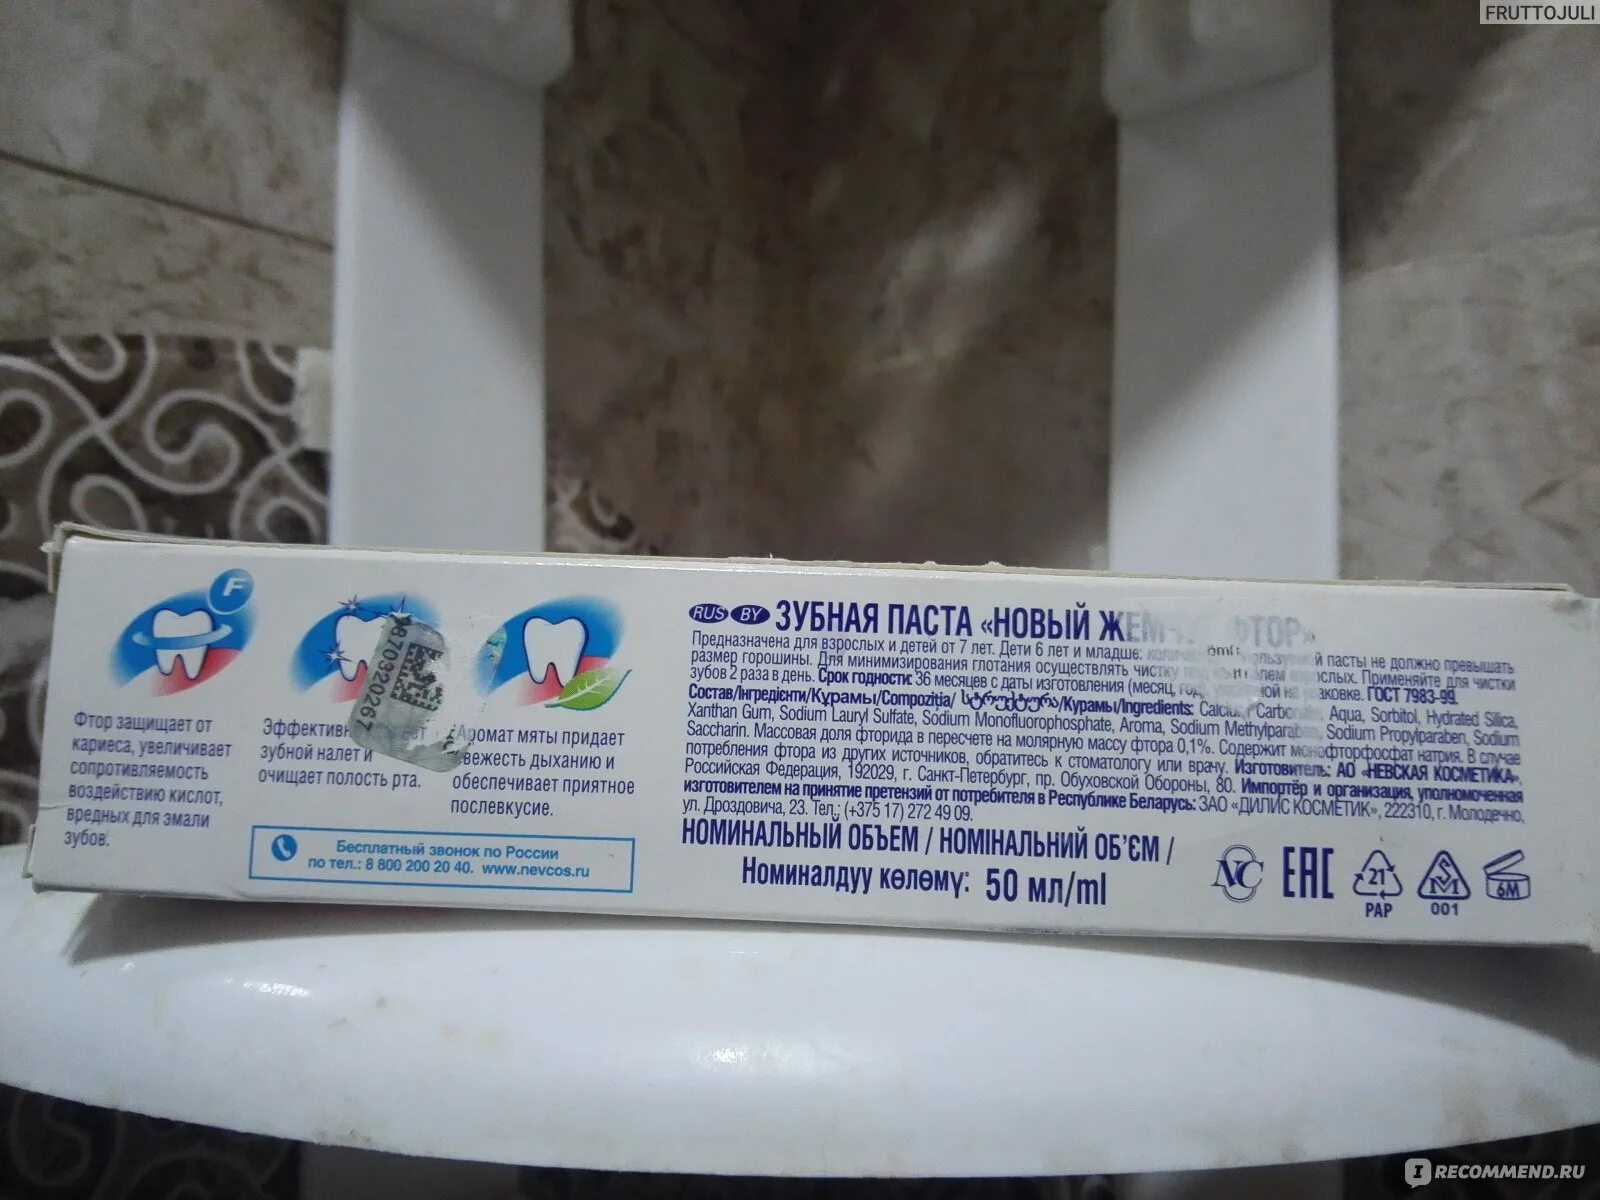 FRUTTOJULI
F
Фтор защищает от
кариеса, увеличивает
сопротивляемость
воздействию кислот,
вредных для эмали
зубов.
зубной налет и
очищает полость рта.
8703220267
Аромат мяты придает
свежесть дыханию и
обеспечивает приятное
послевкусие.
Бесплатный звонок по России
по тел.: 8 800 200 20 40. www.nevcos.ru
RUS BY ЗУБНАЯ ПАСТА «НОВЫЙ ФТОР»
Предназначена для взрослых и детей от 7 лет. Дети 6 лет и младше: пасты не должно превышать
размер горошины. Для минимизирования глотания осуществлять чистку Применяйте для чистки
зубов 2 раза в день. Срок годности: 36 месяцев с даты изготовления (месяц, год, упаковке. ГОСТ 7983-99.
Состав/Інгредієнти/Құрамы/Compozitia/ სტრუქტურა/Курамы/Ingredients: Calcium Carbonate, Aqua, Sorbitol, Hydrated Silica,
Xanthan Gum, Sodium Lauryl Sulfate, Sodium Monofluorophosphate, Aroma, Sodium Methylparaben, Sodium Propylparaben, Sodium
Saccharin. Массовая доля фторида в пересчете на молярную массу фтора 0,1%. Содержит монофторфосфат натрия. В случае
потребления фтора из других источников, обратитесь к стоматологу или врачу. Изготовитель: АО «НЕВСКАЯ КОСМЕТИКА»,
Российская Федерация, 192029, г. Санкт-Петербург, пр. Обуховской Обороны, 80. Импортёр и организация, уполномоченная
изготовителем на принятие претензий от потребителя в Республике Беларусь: ЗАО «ДИЛИС КОСМЕТИК», 222310, г. Молодечно,
ул. Дроздовича, 23. Тел.: (+375 17) 272 49 09.
НОМИНАЛЬНЫЙ ОБЪЕМ / НОМІНАЛЬНИЙ ОБ'ЄМ /
Номиналдуу көлөмү: 50 мл/ml
NC EAC 21 PAP 001 6M
IRECOMMEND.RU